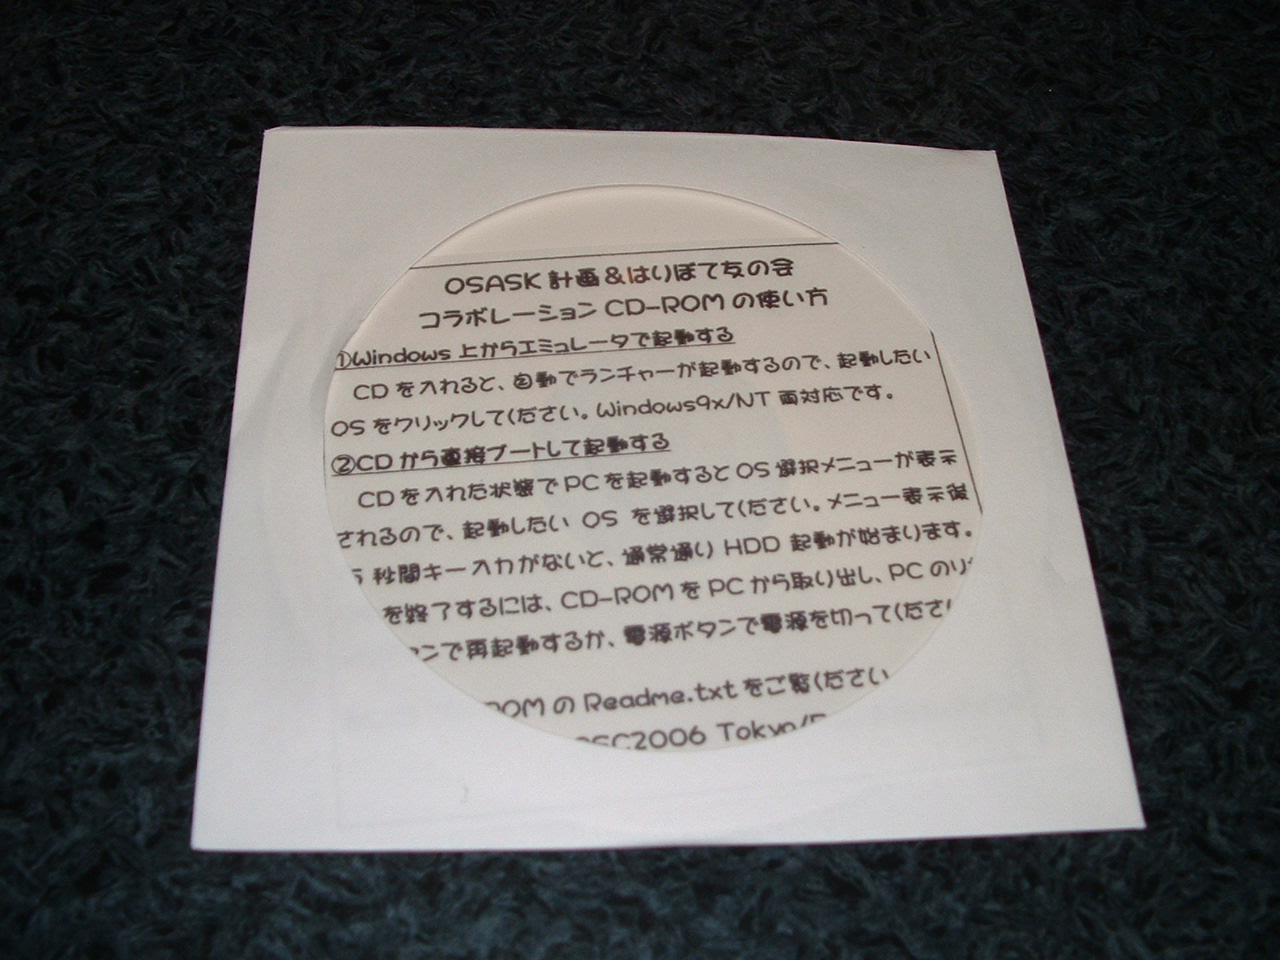 OSASK 計画&はりぼて友の会
コラボレーション CD-ROM の使い方
①Windows 上からエミュレータで起動する
CD を入れると、自動でランチャーが起動するので、起動したい
OS をクリックしてください。Windows9x/NT 両対応です。
②CD から直接ブートして起動する
CD を入れた状態で PC を起動すると OS 選択メニューが表示
されるので、起動したい OS を選択してください。メニュー表示後
5 秒間キー入力がないと、通常通り HDD 起動が始まります。
を終了するには、CD-ROM を PC から取り出し、PC のリ
ンで再起動するか、電源ボタンで電源を切ってくださ
ROM の Readme.txt をご覧ください
OSC2006 Tokyo/